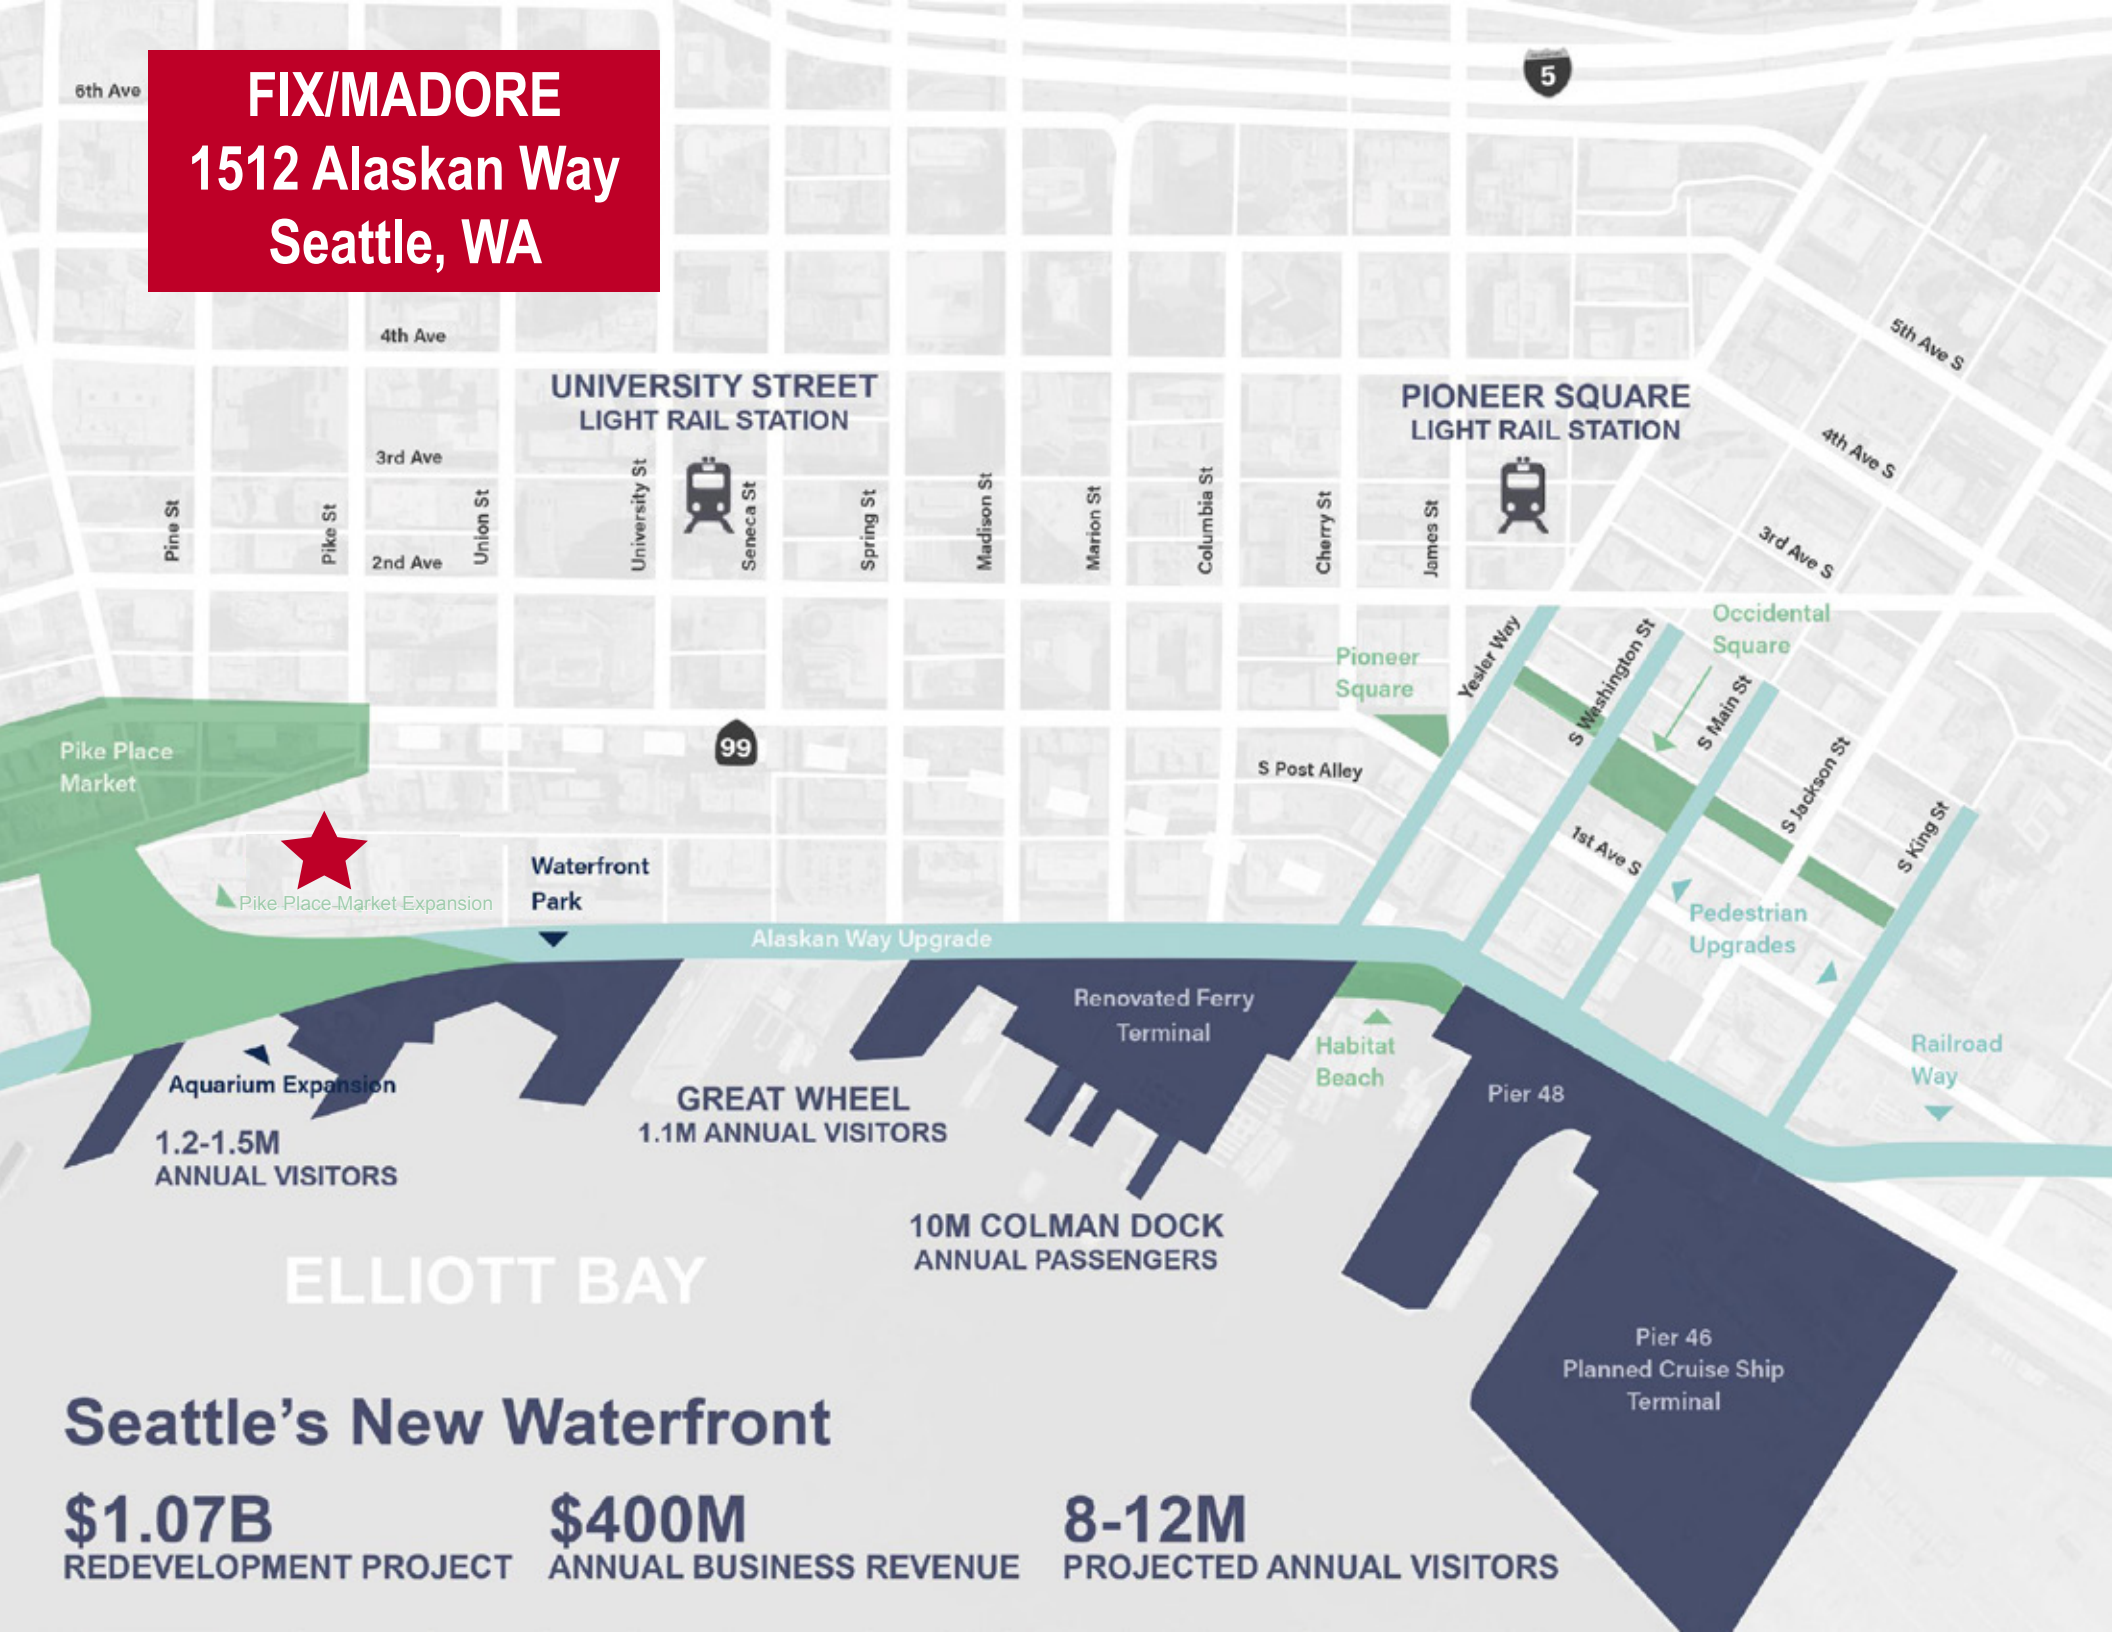 FIX/MADORE
1512 Alaskan Way
Seattle, WA
6th Ave
5
4th Ave
5th Ave S
UNIVERSITY STREET
LIGHT RAIL STATION
PIONEER SQUARE
LIGHT RAIL STATION
3rd Ave
4th Ave S
Pine St
Pike St
2nd Ave
Union St
University St
Seneca St
Spring St
Madison St
Marion St
Columbia St
Cherry St
James St
3rd Ave S
Occidental
Square
Pioneer
Square
Yesler Way
S Washington St
S Main St
S Jackson St
S King St
Pike Place
Market
99
S Post Alley
1st Ave S
Waterfront
Park
Pike Place Market Expansion
Alaskan Way Upgrade
Pedestrian
Upgrades
Renovated Ferry
Terminal
Habitat
Beach
Railroad
Way
Aquarium Expansion
1.2-1.5M
ANNUAL VISITORS
GREAT WHEEL
1.1M ANNUAL VISITORS
Pier 48
10M COLMAN DOCK
ANNUAL PASSENGERS
ELLIOTT BAY
Pier 46
Planned Cruise Ship
Terminal
Seattle's New Waterfront
$1.07B
REDEVELOPMENT PROJECT
$400M
ANNUAL BUSINESS REVENUE
8-12M
PROJECTED ANNUAL VISITORS